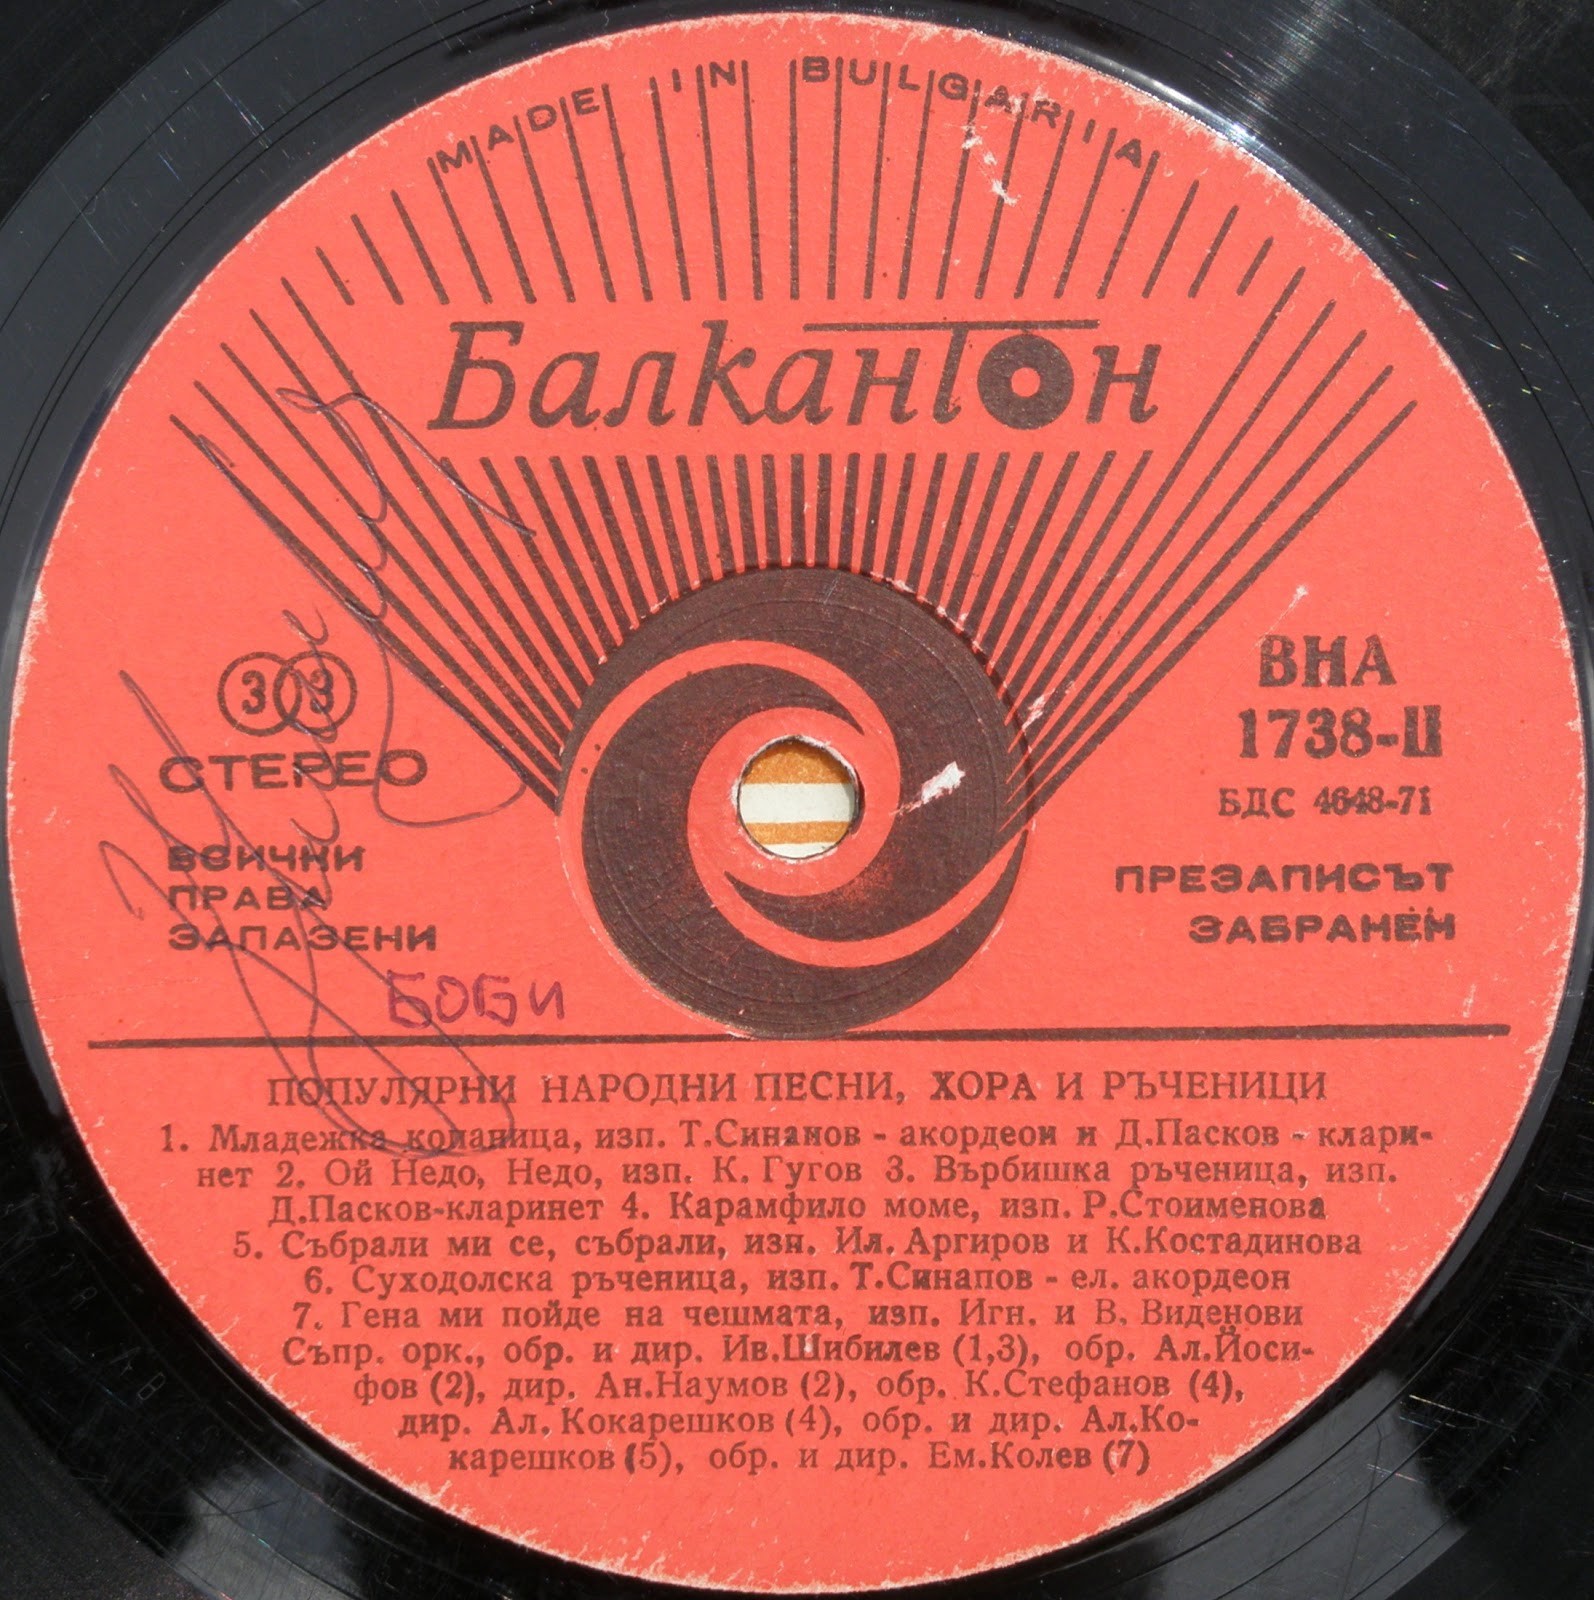 MADE IN BULGARIA
Балкантон
33
СТЕРЕО
ВСИЧКИ
ПРАВА
ЗАПАЗЕНИ
БОБИ
ВНА
1738-II
БДС 4648-71
ПРЕЗАПИСЪТ
ЗАБРАНЕН
ПОПУЛЯРНИ НАРОДНИ ПЕСНИ, ХОРА И РЪЧЕНИЦИ
1. Младежка копаница, изп. Т.Синапов - акордеон и Д.Пасков - клари-
нет 2. Ой Недо, Недо, изп. К. Гугов 3. Върбишка ръченица, изп.
Д.Пасков-кларинет 4. Карамфило моме, изп. Р.Стоименова
5. Събрали ми се, събрали, изп. Ил. Аргиров и К.Костадинова
6. Суходолска ръченица, изп. Т.Синапов - ел. акордеон
7. Гена ми пойде на чешмата, изп. Игн. и В. Виденови
Съпр. орк., обр. и дир. Ив.Шибилев (1,3), обр. Ал.Йоси-
фов (2), дир. Ан.Наумов (2), обр. К.Стефанов (4),
дир. Ал. Кокарешков (4), обр. и дир. Ал.Ко-
карешков (5), обр. и дир. Ем.Колев (7)